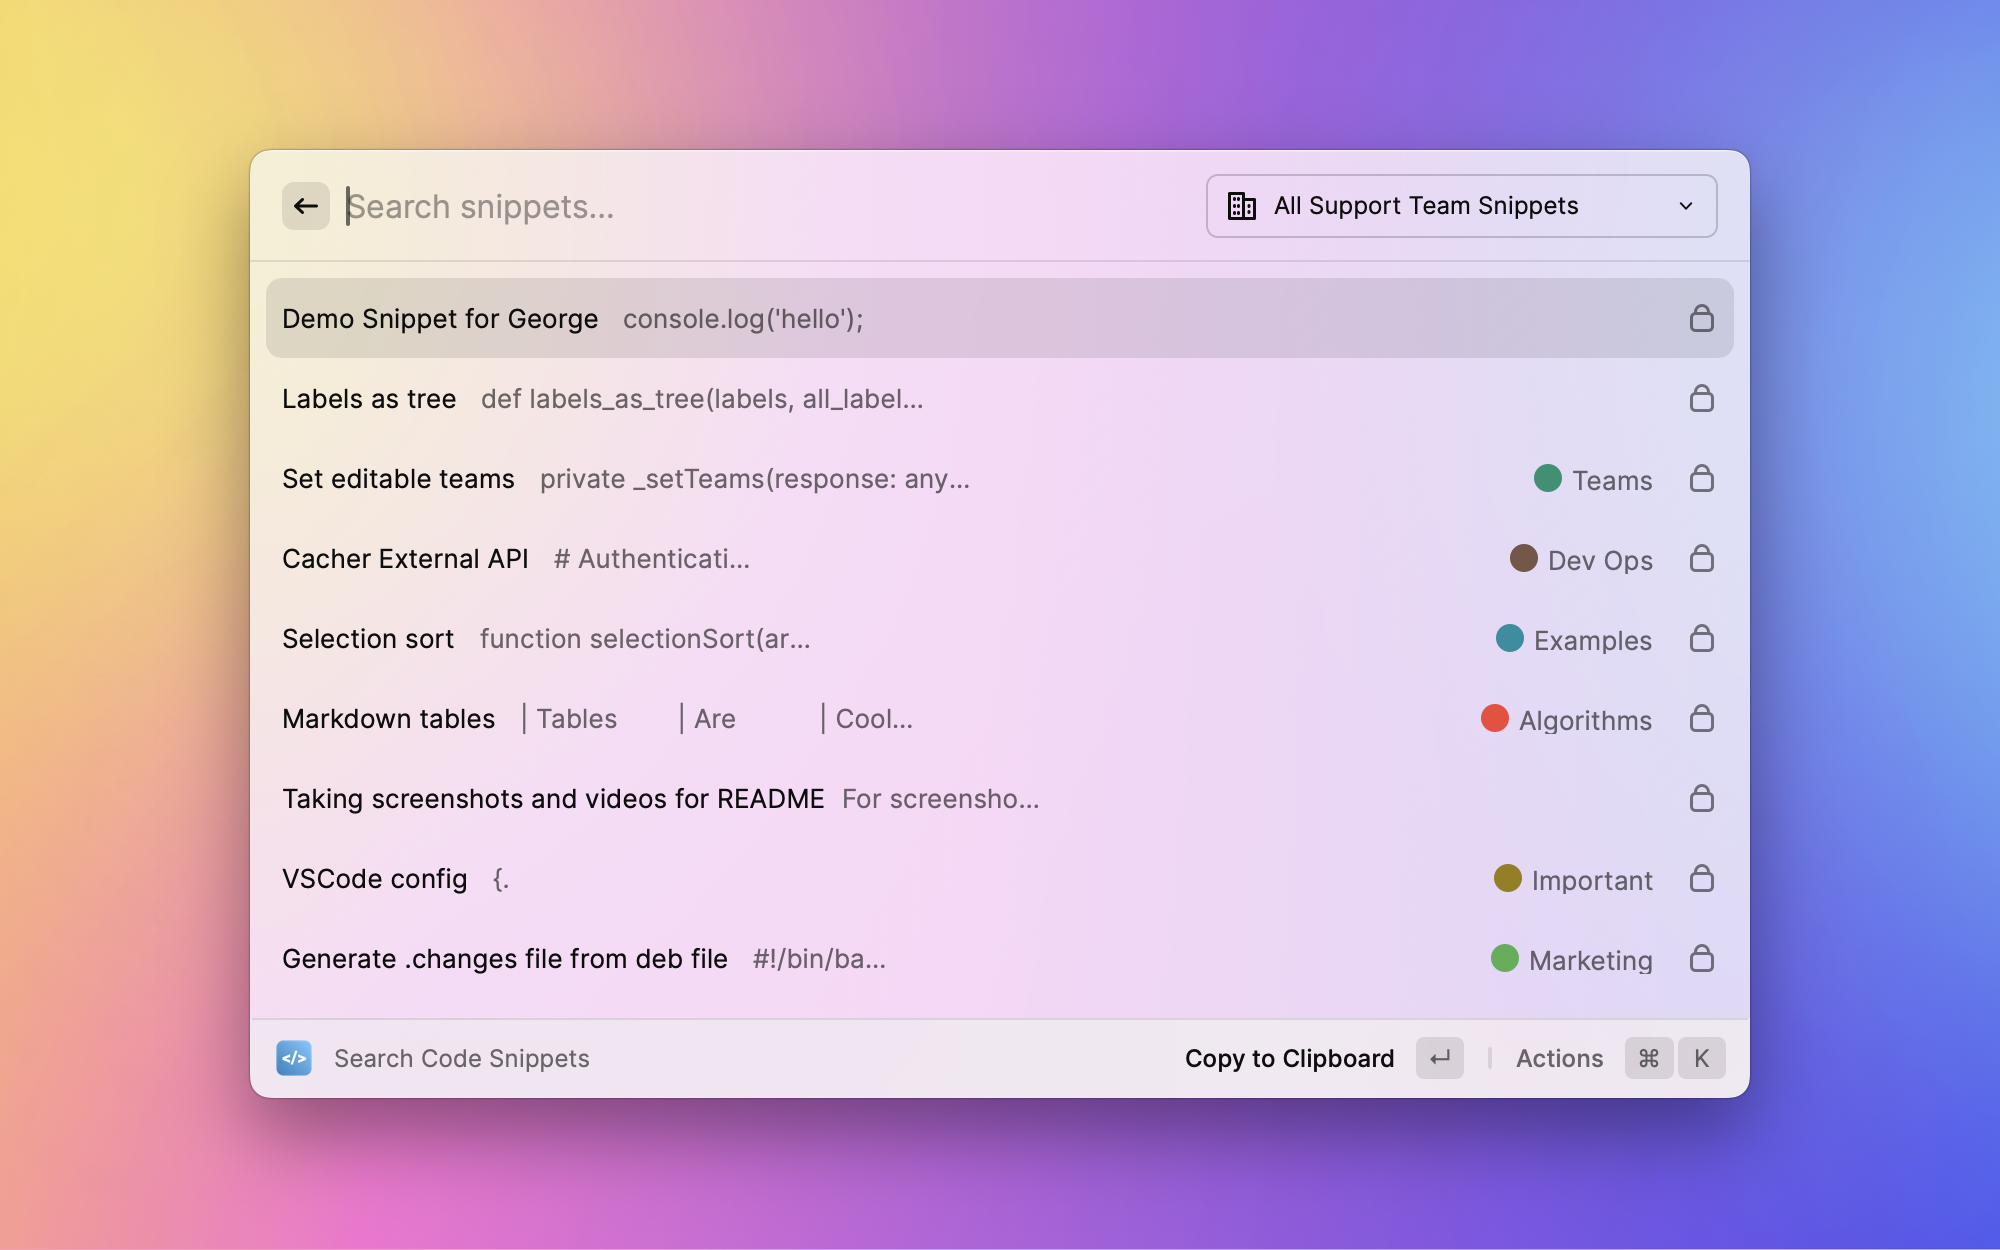 Search snippets...
All Support Team Snippets
Demo Snippet for George console.log('hello');
Labels as tree def labels_as_tree(labels, all_label...
Set editable teams private _setTeams(response: any... Teams
Cacher External API # Authenticati... Dev Ops
Selection sort function selectionSort(ar... Examples
Markdown tables | Tables | Are | Cool... Algorithms
Taking screenshots and videos for README For screensho...
VSCode config {. Important
Generate .changes file from deb file #!/bin/ba... Marketing
</> Search Code Snippets Copy to Clipboard ↵ | Actions ⌘ K